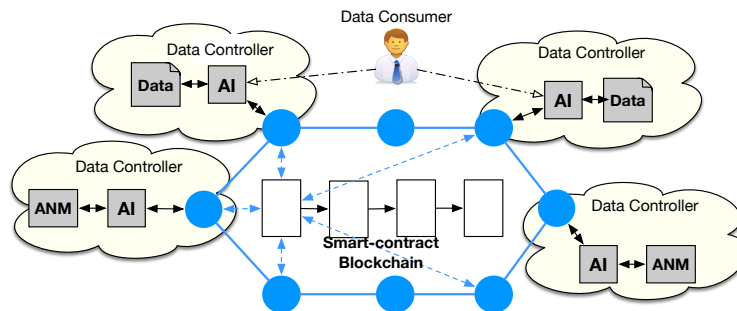 Data Consumer
Data Controller
Data
AI
Data Controller
AI
Data
Data Controller
ANM
AI
Smart-contract
Blockchain
Data Controller
AI
ANM